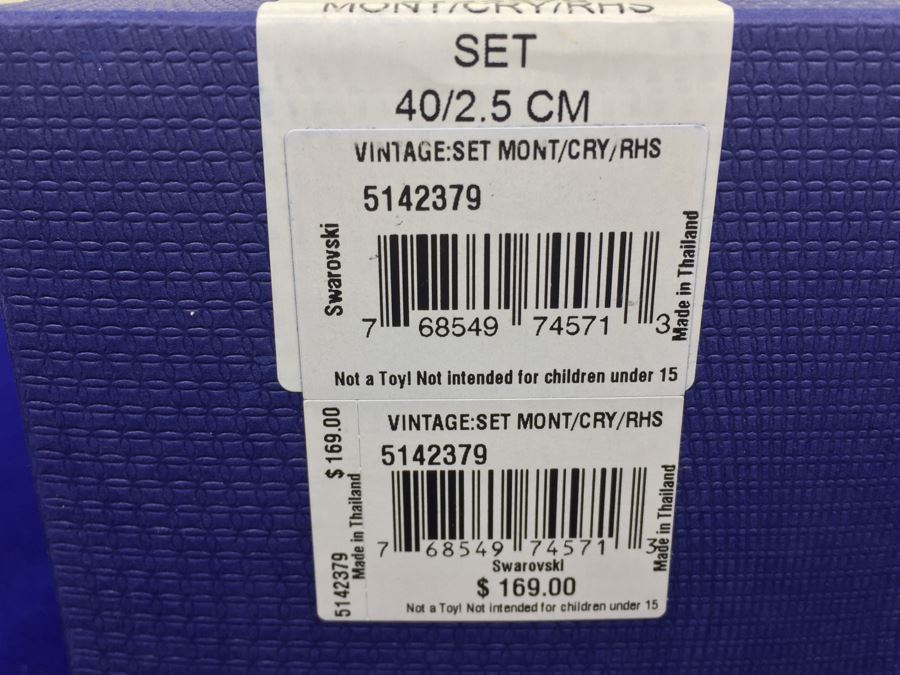 MONT/CRY/RHS
SET
40/2.5 CM
VINTAGE:SET MONT/CRY/RHS
5142379
Swarovski
Made in Thailand
7 68549 74571 3
Not a Toy! Not intended for children under 15
VINTAGE:SET MONT/CRY/RHS
5142379
$ 169.00
Made in Thailand
5142379
Made in Thailand
7 68549 74571 3
Swarovski
$ 169.00
Not a Toy! Not intended for children under 15